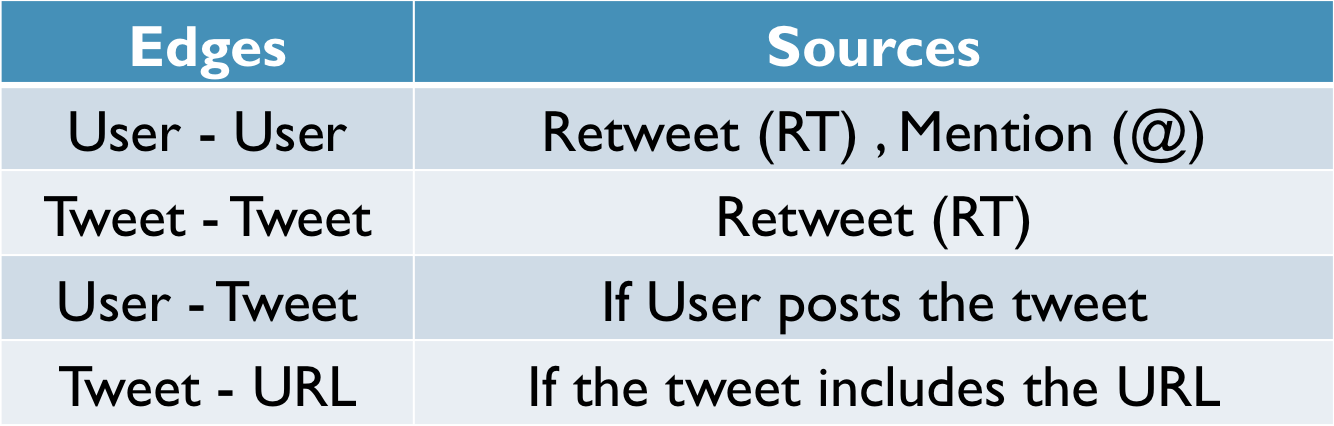 Edges Sources
User - User Retweet (RT) , Mention (@)
Tweet - Tweet Retweet (RT)
User - Tweet If User posts the tweet
Tweet - URL If the tweet includes the URL